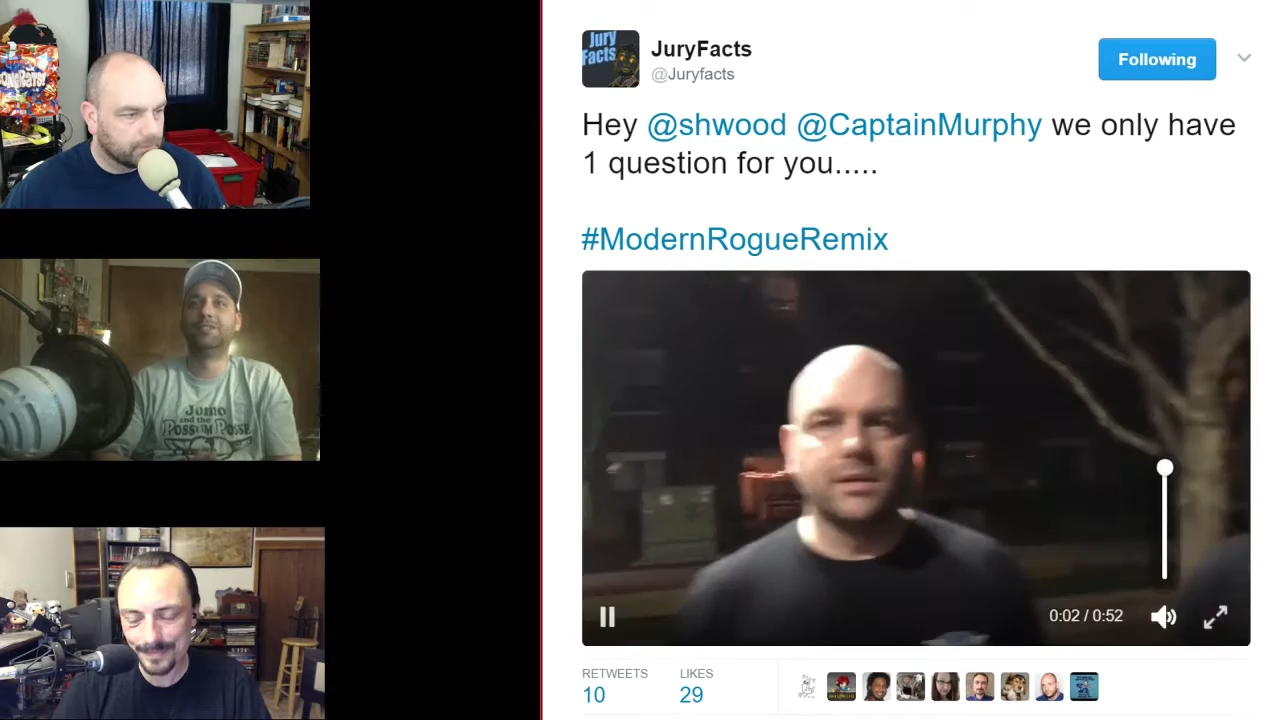 JuryFacts
@Juryfacts
Following
Hey @shwood @CaptainMurphy we only have
1 question for you.....
#ModernRogueRemix
0:02 / 0:52
RETWEETS
LIKES
10
29
Jury
Facts
Jomo
and the
Possum Posse